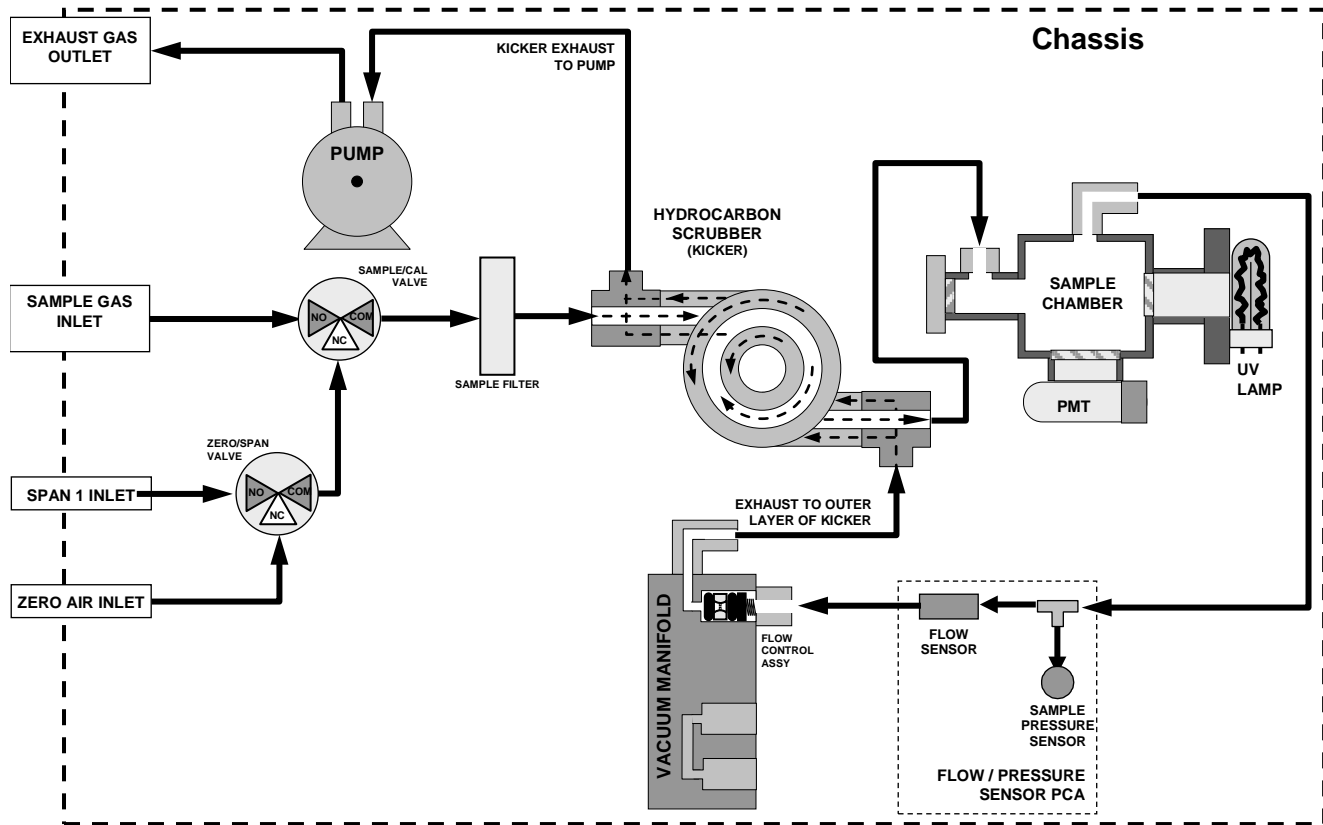 EXHAUST GAS
OUTLET
KICKER EXHAUST
TO PUMP
Chassis
PUMP
HYDROCARBON
SCRUBBER
(KICKER)
SAMPLE/CAL
VALVE
SAMPLE GAS
INLET
NO
COM
NC
SAMPLE FILTER
SAMPLE
CHAMBER
UV
LAMP
PMT
ZERO/SPAN
VALVE
SPAN 1 INLET
NO
COM
NC
EXHAUST TO OUTER
LAYER OF KICKER
ZERO AIR INLET
VACUUM MANIFOLD
FLOW
CONTROL
ASSY
FLOW
SENSOR
SAMPLE
PRESSURE
SENSOR
FLOW / PRESSURE
SENSOR PCA